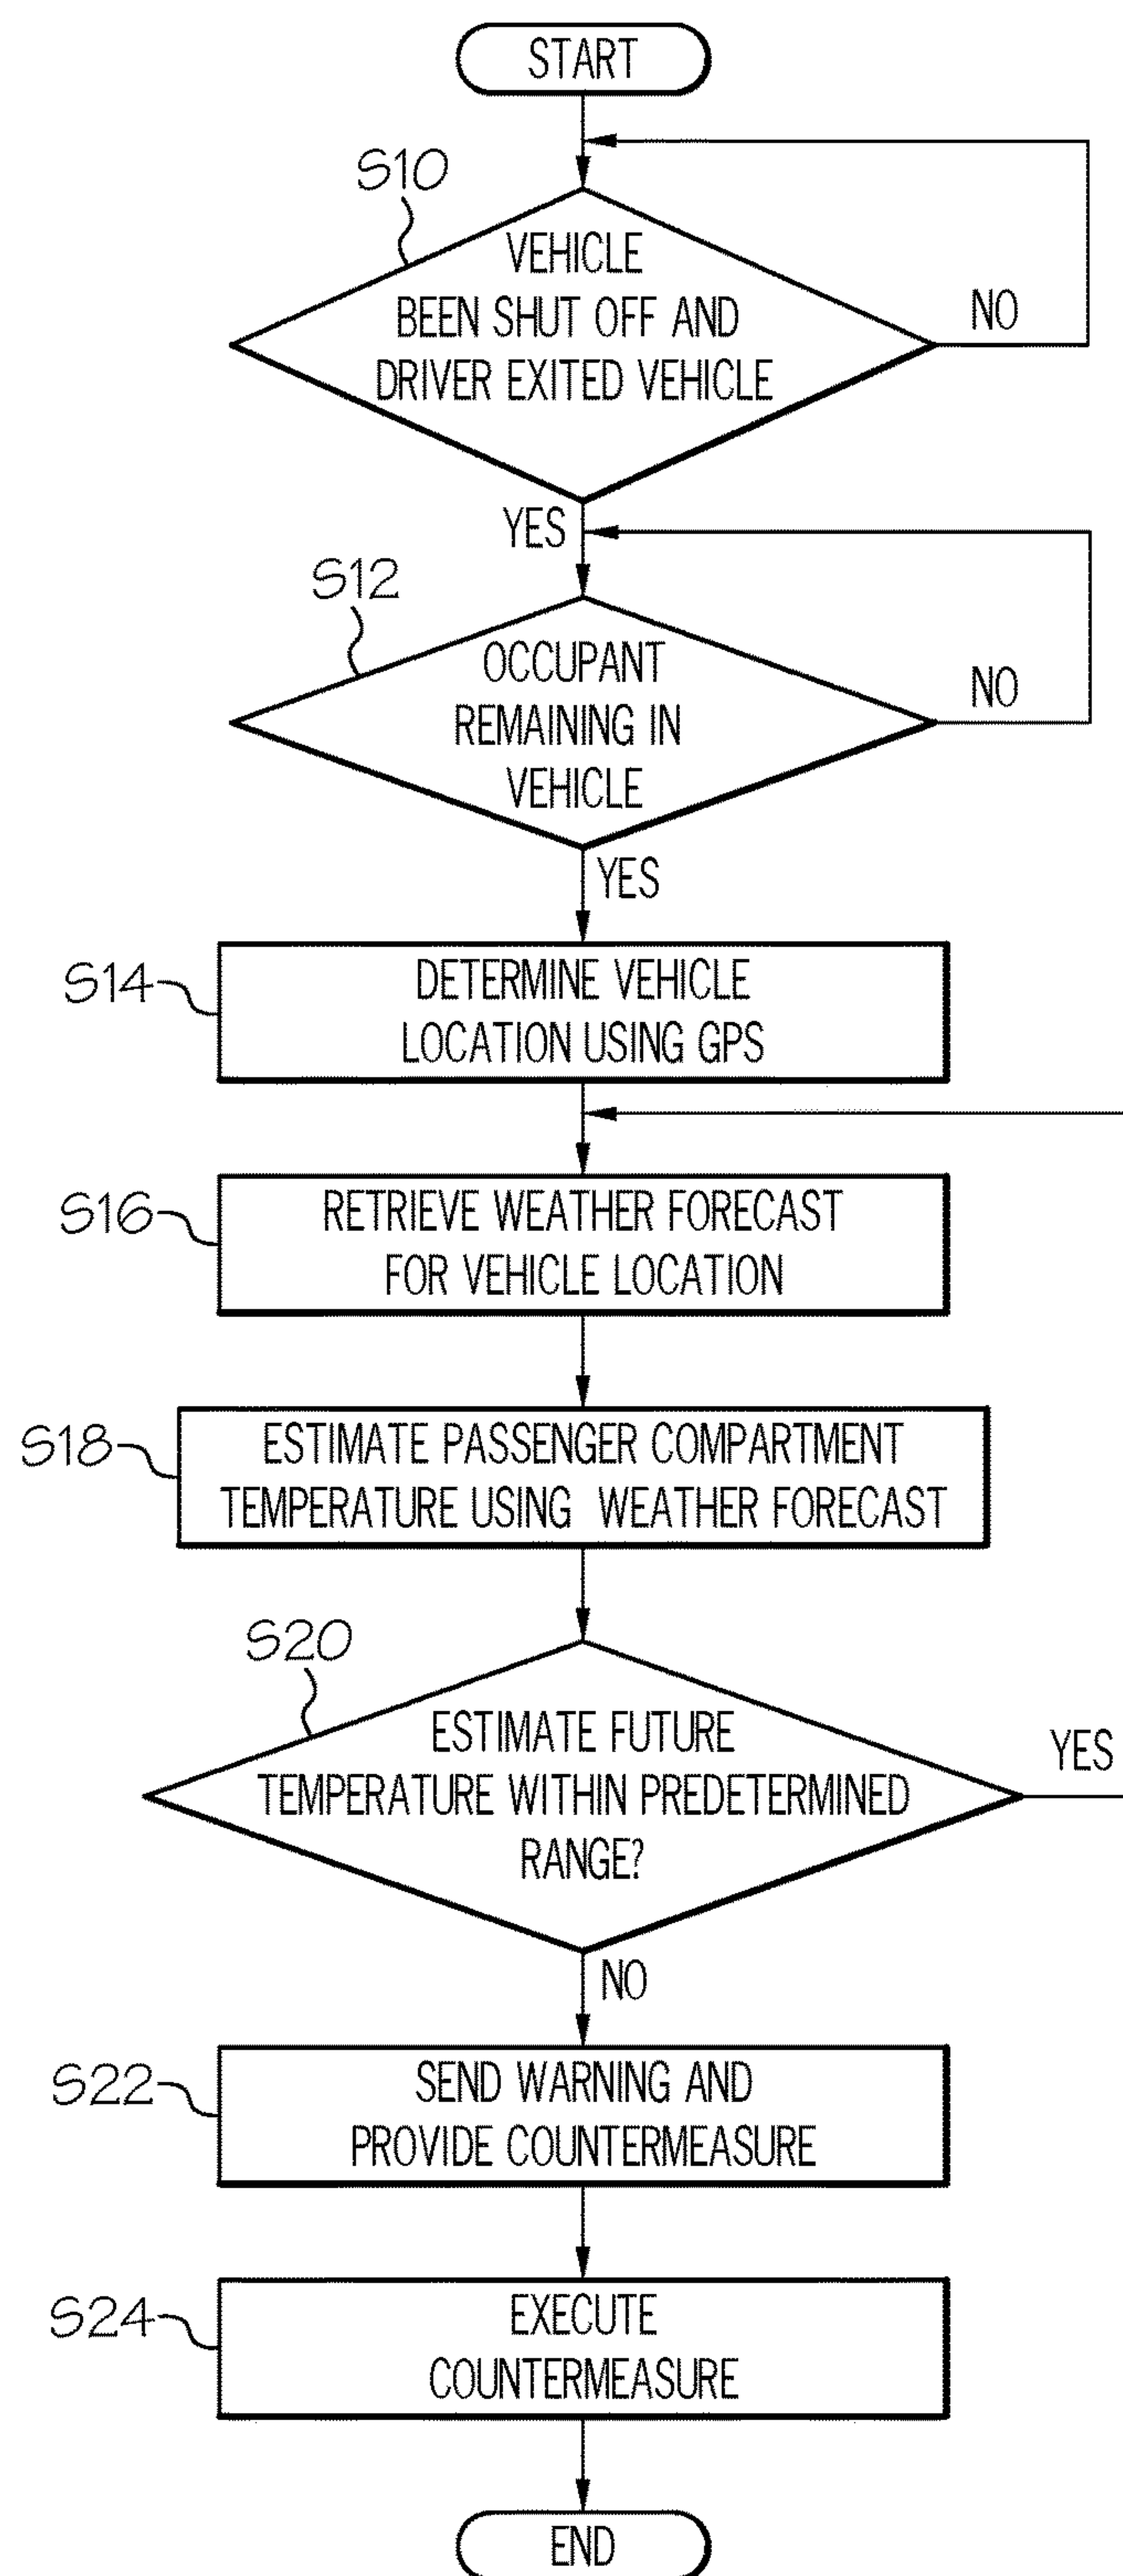 START
S10
VEHICLE
BEEN SHUT OFF AND
DRIVER EXITED VEHICLE
NO
YES
S12
OCCUPANT
REMAINING IN
VEHICLE
NO
YES
S14
DETERMINE VEHICLE
LOCATION USING GPS
S16
RETRIEVE WEATHER FORECAST
FOR VEHICLE LOCATION
S18
ESTIMATE PASSENGER COMPARTMENT
TEMPERATURE USING WEATHER FORECAST
S20
ESTIMATE FUTURE
TEMPERATURE WITHIN PREDETERMINED
RANGE?
YES
NO
S22
SEND WARNING AND
PROVIDE COUNTERMEASURE
S24
EXECUTE
COUNTERMEASURE
END